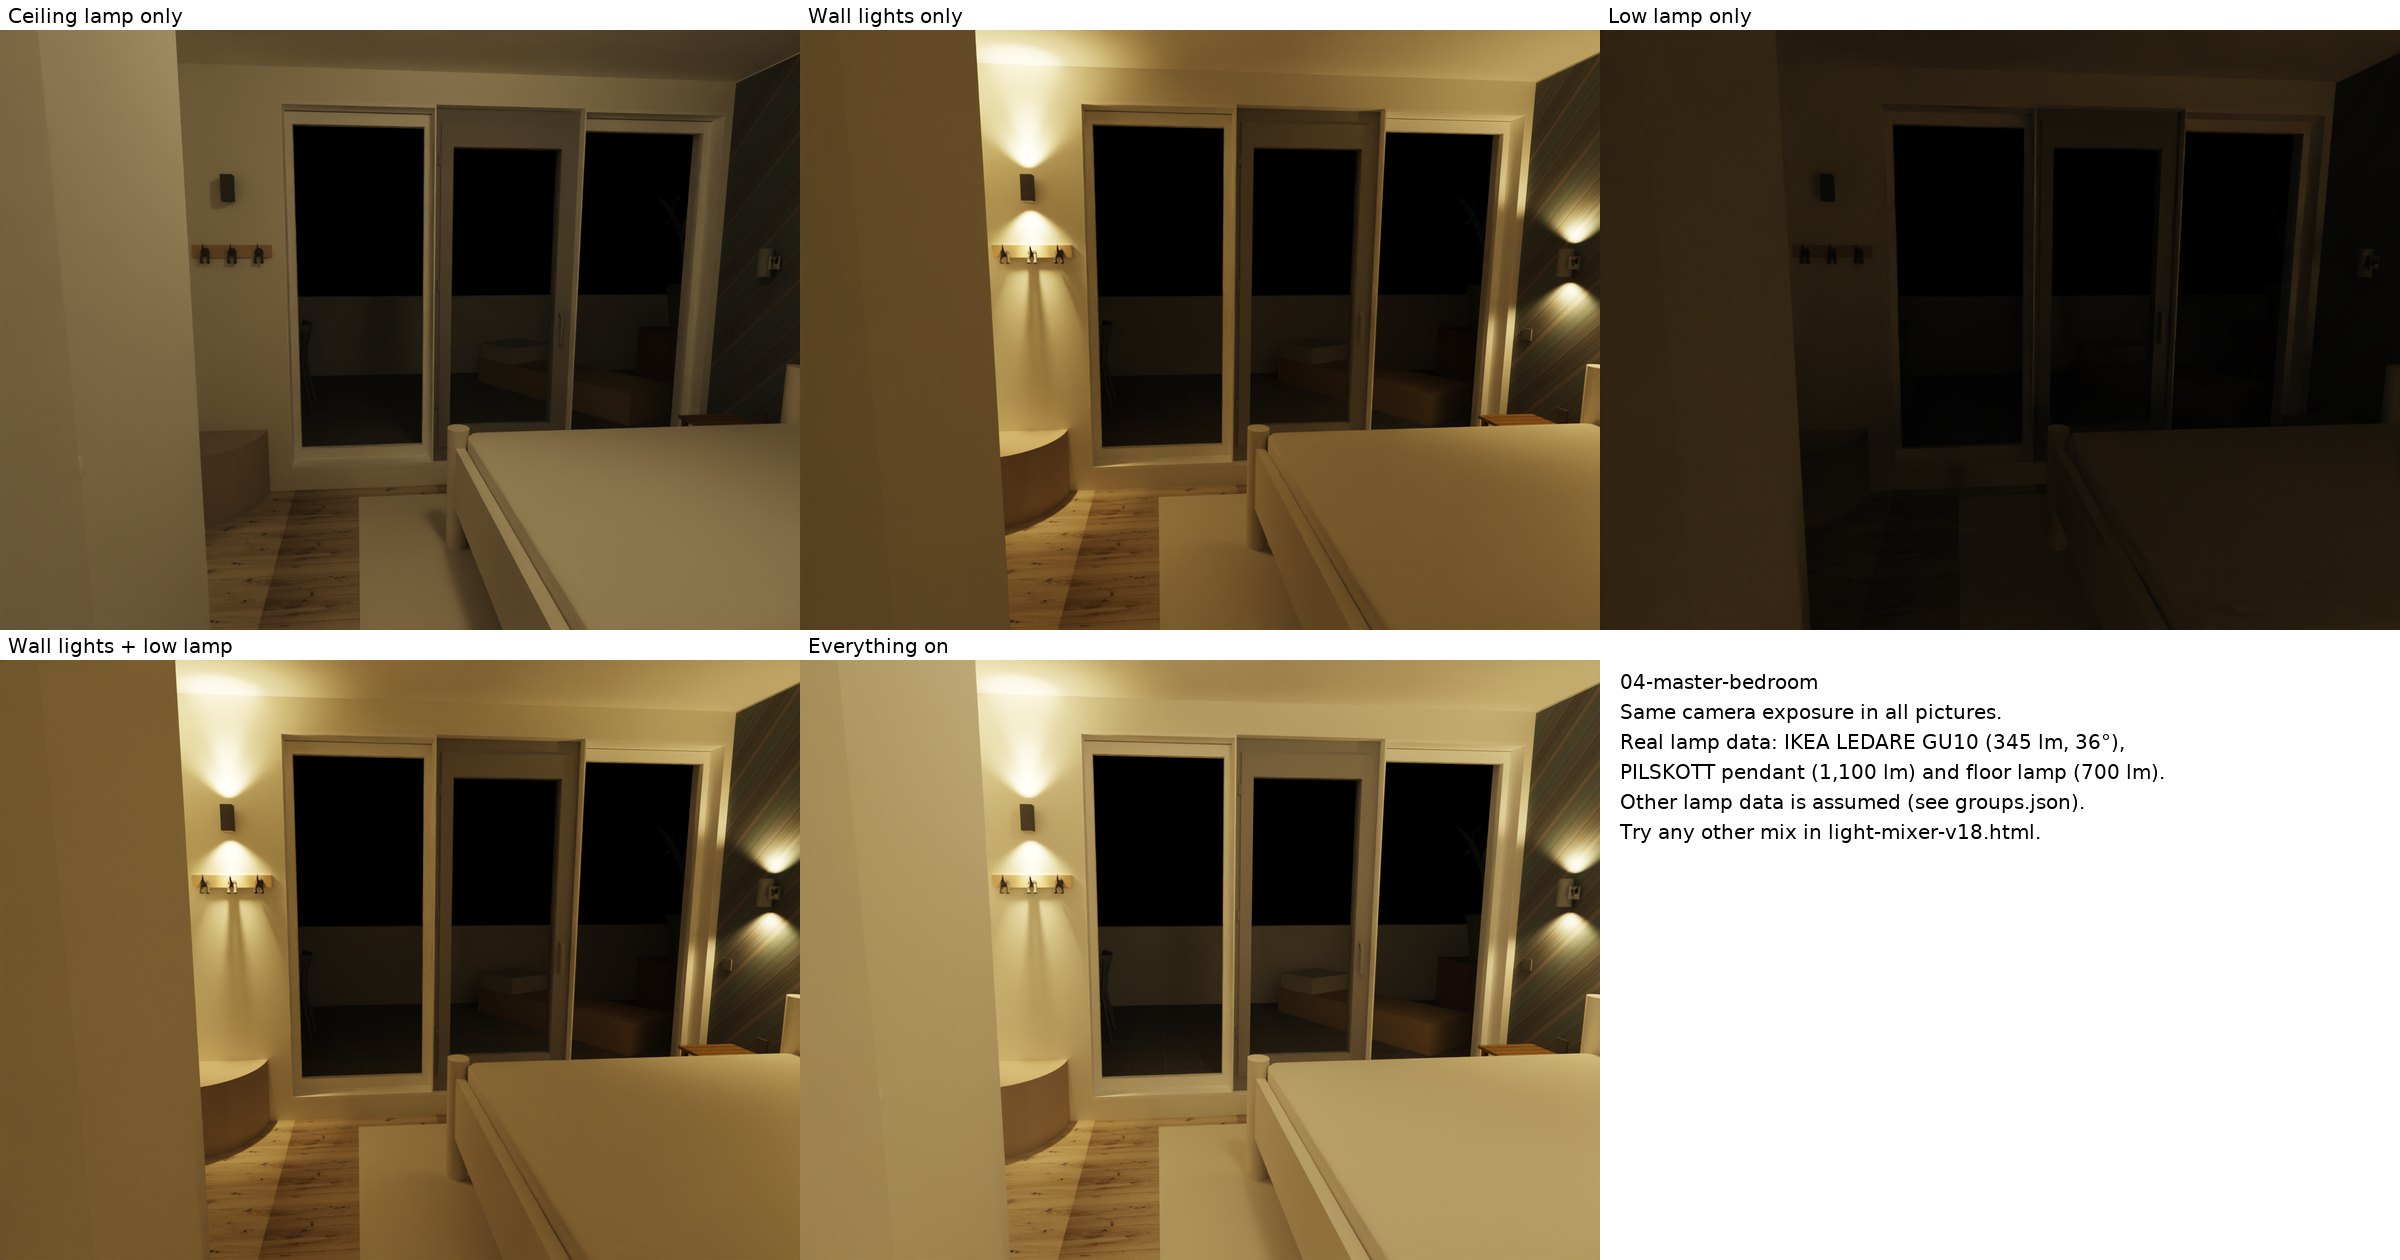 Ceiling lamp only
Wall lights only
Low lamp only
Wall lights + low lamp
Everything on
04-master-bedroom
Same camera exposure in all pictures.
Real lamp data: IKEA LEDARE GU10 (345 lm, 36°),
PILSKOTT pendant (1,100 lm) and floor lamp (700 lm).
Other lamp data is assumed (see groups.json).
Try any other mix in light-mixer-v18.html.